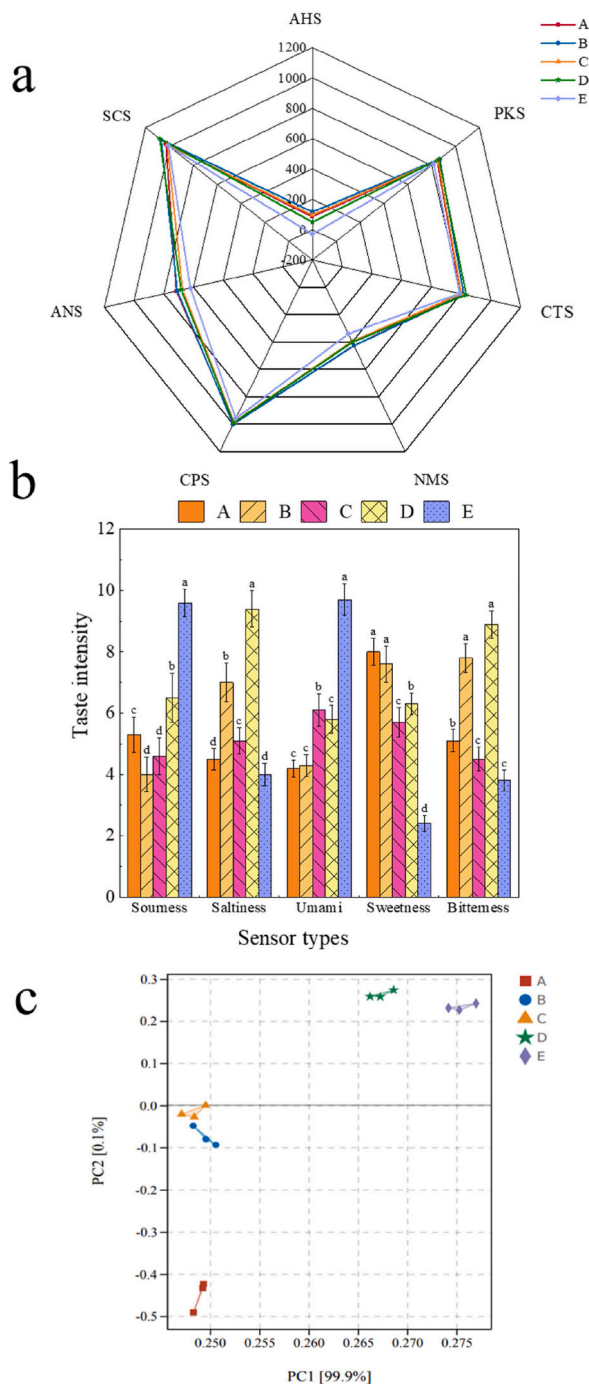 a
AHS
1200
1000
800
600
400
200
0
-200
PKS
CTS
NMS
CPS
ANS
SCS
A
B
C
D
E
b
A B C D E
Taste intensity
12
10
8
6
4
2
0
c d c b a
d b c a d
c c b c a
a a c b d
b a c a c
Sourness Saltiness Umami Sweetness Bitterness
Sensor types
c
A
B
C
D
E
PC2 [0.1%]
0.3
0.2
0.1
0.0
-0.1
-0.2
-0.3
-0.4
-0.5
0.250 0.255 0.260 0.265 0.270 0.275
PC1 [99.9%]